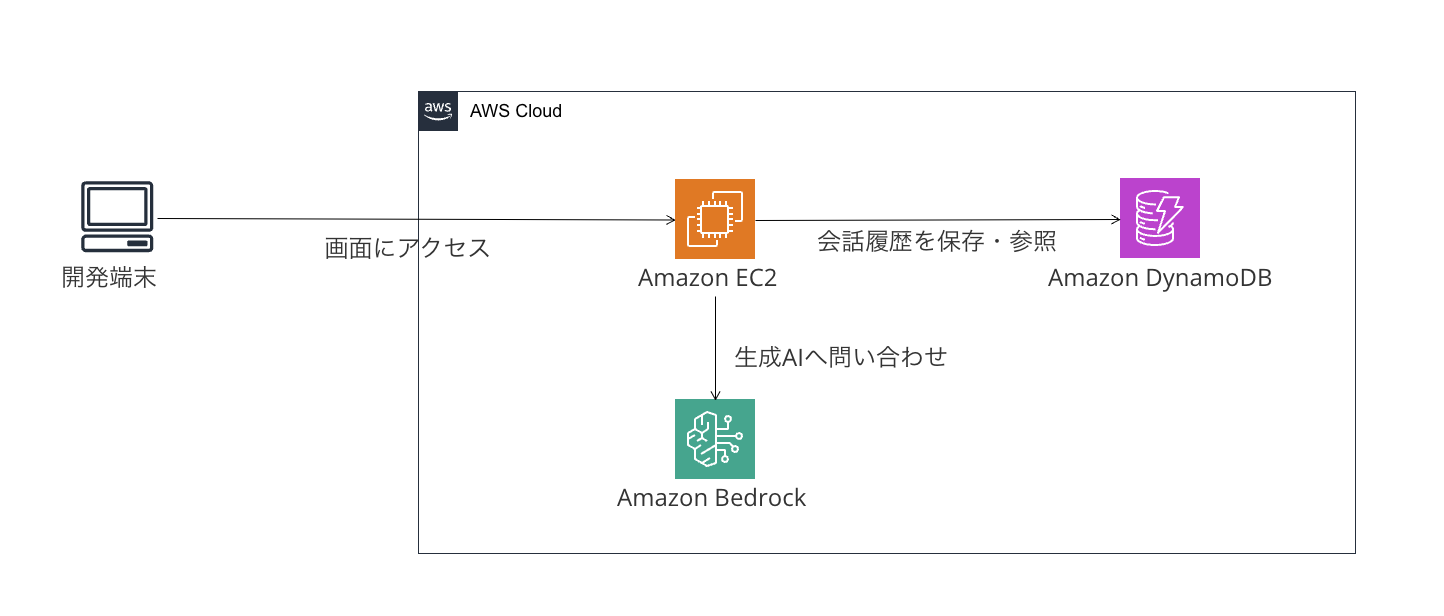 aws
AWS Cloud
開発端末
画面にアクセス
Amazon EC2
会話履歴を保存・参照
Amazon DynamoDB
生成AIへ問い合わせ
Amazon Bedrock